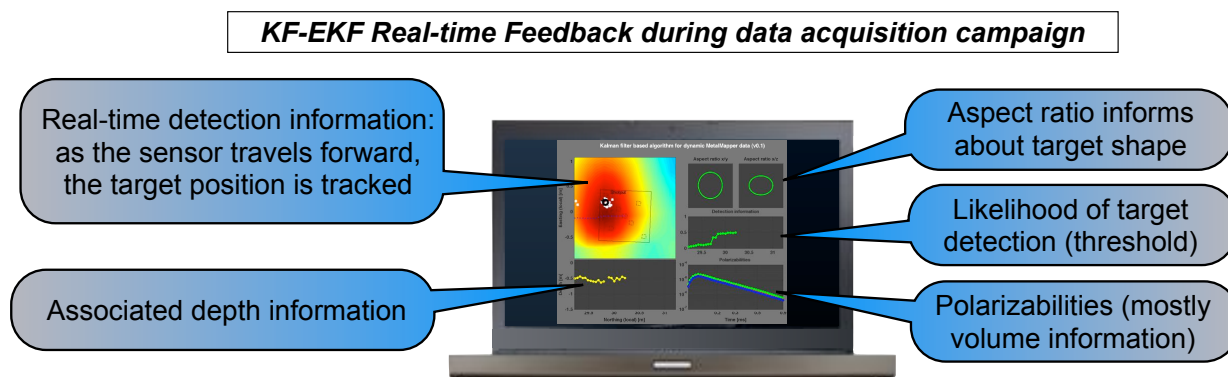 KF-EKF Real-time Feedback during data acquisition campaign
Real-time detection information:
as the sensor travels forward,
the target position is tracked
Associated depth information
Aspect ratio informs
about target shape
Likelihood of target
detection (threshold)
Polarizabilities (mostly
volume information)
Kalman filter based algorithm for dynamic MetalMapper data (v0.1)
Aspect ratio x/y
Aspect ratio x/z
Detection information
Polarizabilities
Northing (local) [m]
Time [ms]
Easting (local) [m]